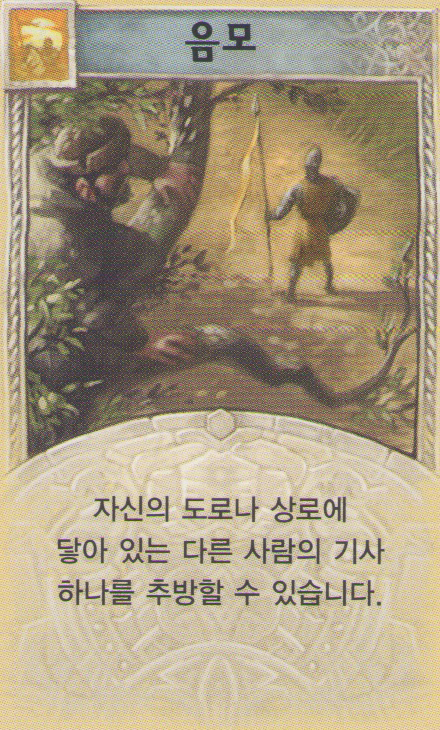 음모
자신의 도로나 상로에
닿아 있는 다른 사람의 기사
하나를 추방할 수 있습니다.